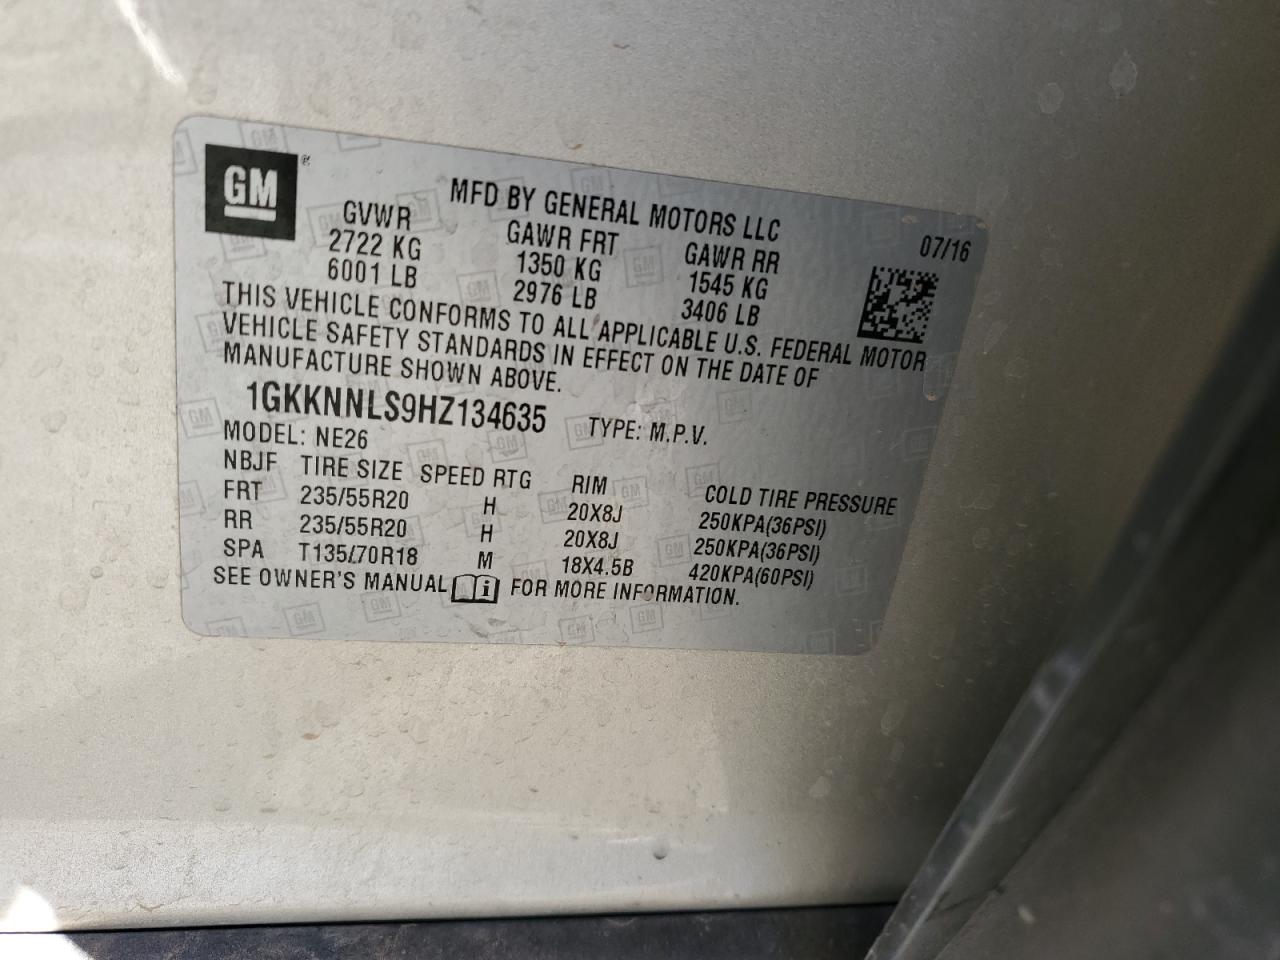 GM ®
MFD BY GENERAL MOTORS LLC
07/16
GVWR GAWR FRT GAWR RR
2722 KG 1350 KG 1545 KG
6001 LB 2976 LB 3406 LB
THIS VEHICLE CONFORMS TO ALL APPLICABLE U.S. FEDERAL MOTOR
VEHICLE SAFETY STANDARDS IN EFFECT ON THE DATE OF
MANUFACTURE SHOWN ABOVE.
1GKKNNLS9HZ134635 TYPE: M.P.V.
MODEL: NE26
NBJF TIRE SIZE SPEED RTG RIM COLD TIRE PRESSURE
FRT 235/55R20 H 20X8J 250KPA(36PSI)
RR 235/55R20 H 20X8J 250KPA(36PSI)
SPA T135/70R18 M 18X4.5B 420KPA(60PSI)
SEE OWNER'S MANUAL i FOR MORE INFORMATION.